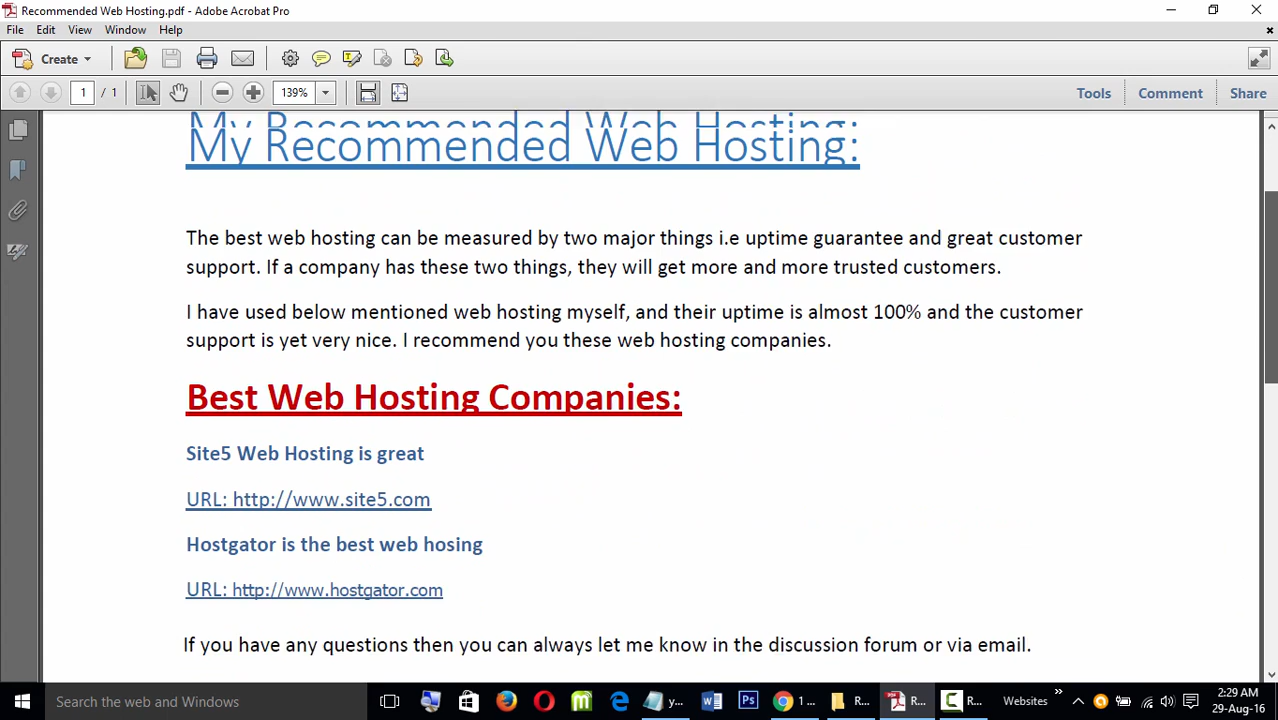 Recommended Web Hosting.pdf - Adobe Acrobat Pro
File Edit View Window Help
Create
1 / 1 139% Tools Comment Share
My Recommended Web Hosting:
My Recommended Web Hosting:
The best web hosting can be measured by two major things i.e uptime guarantee and great customer
support. If a company has these two things, they will get more and more trusted customers.
I have used below mentioned web hosting myself, and their uptime is almost 100% and the customer
support is yet very nice. I recommend you these web hosting companies.
Best Web Hosting Companies:
Site5 Web Hosting is great
URL: http://www.site5.com
Hostgator is the best web hosing
URL: http://www.hostgator.com
If you have any questions then you can always let me know in the discussion forum or via email.
Search the web and Windows y... 1 ... R... R... R... Websites 2:29 AM
29-Aug-16